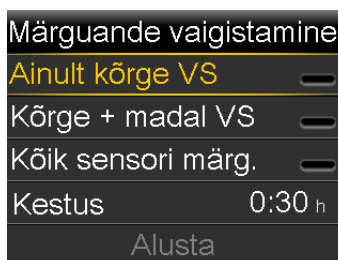 Märguande vaigistamine
Ainult kõrge VS
Kõrge + madal VS
Kõik sensori märg.
Kestus 0:30 h
Alusta